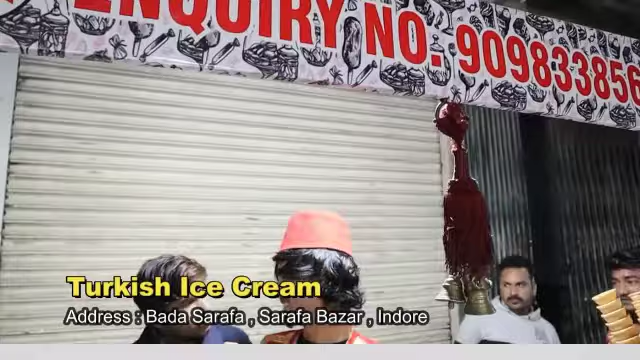 ENQUIRY NO. 909833856
Turkish Ice Cream
Address : Bada Sarafa , Sarafa Bazar , Indore